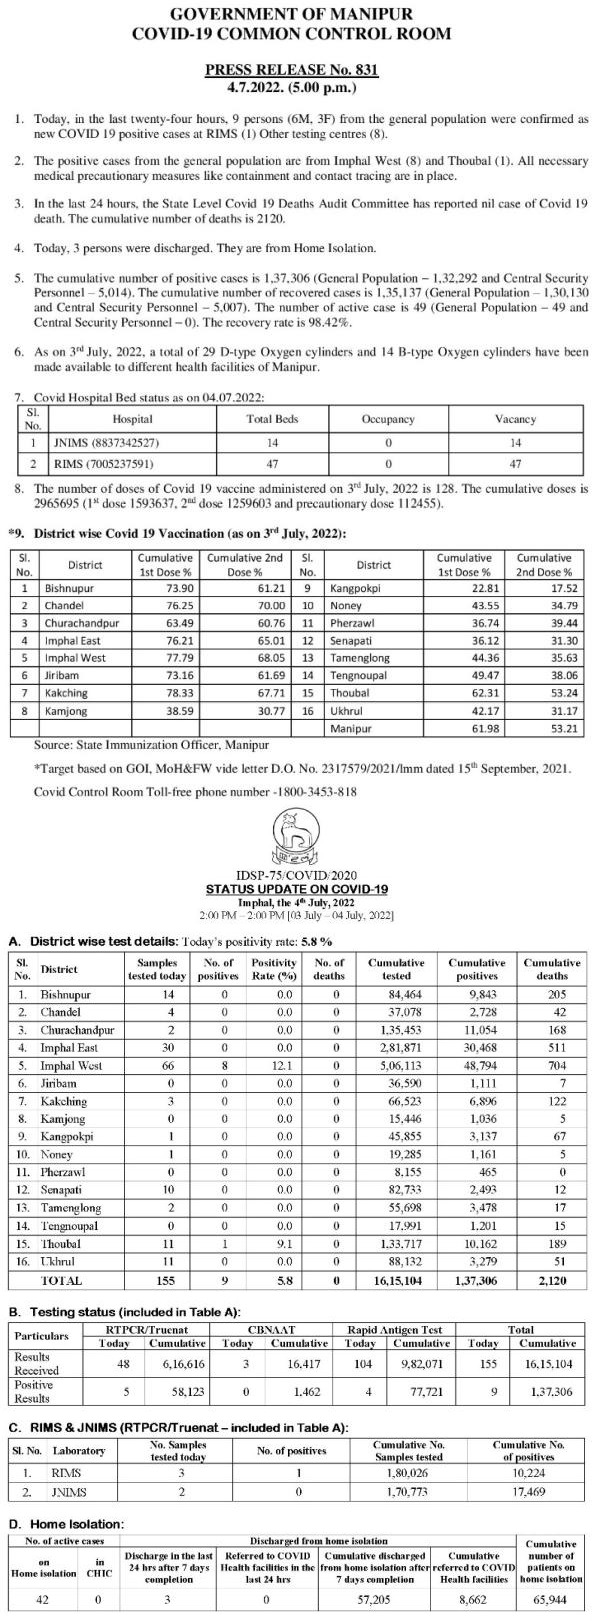 GOVERNMENT OF MANIPUR
COVID-19 COMMON CONTROL ROOM
PRESS RELEASE No. 831
4.7.2022. (5.00 p.m.)
1. Today, in the last twenty-four hours, 9 persons (6M, 3F) from the general population were confirmed as
new COVID 19 positive cases at RIMS (1) Other testing centres (8).
2. The positive cases from the general population are from Imphal West (8) and Thoubal (1). All necessary
medical precautionary measures like containment and contact tracing are in place.
3. In the last 24 hours, the State Level Covid 19 Deaths Audit Committee has reported nil case of Covid 19
death. The cumulative number of deaths is 2120.
4. Today, 3 persons were discharged. They are from Home Isolation.
5. The cumulative number of positive cases is 1,37,306 (General Population – 1,32,292 and Central Security
Personnel – 5,014). The cumulative number of recovered cases is 1,35,137 (General Population – 1,30,130
and Central Security Personnel – 5,007). The number of active case is 49 (General Population – 49 and
Central Security Personnel – 0). The recovery rate is 98.42%.
6. As on 3rd July, 2022, a total of 29 D-type Oxygen cylinders and 14 B-type Oxygen cylinders have been
made available to different health facilities of Manipur.
7. Covid Hospital Bed status as on 04.07.2022:
Sl. No. Hospital Total Beds Occupancy Vacancy
1 JNIMS (8837342527) 14 0 14
2 RIMS (7005237591) 47 0 47
8. The number of doses of Covid 19 vaccine administered on 3rd July, 2022 is 128. The cumulative doses is
2965695 (1st dose 1593637, 2nd dose 1259603 and precautionary dose 112455).
*9. District wise Covid 19 Vaccination (as on 3rd July, 2022):
Sl. No. District Cumulative 1st Dose % Cumulative 2nd Dose % Sl. No. District Cumulative 1st Dose % Cumulative 2nd Dose %
1 Bishnupur 73.90 61.21 9 Kangpokpi 22.81 17.52
2 Chandel 76.25 70.00 10 Noney 43.55 34.79
3 Churachandpur 63.49 60.76 11 Pherzawl 36.74 39.44
4 Imphal East 76.21 65.01 12 Senapati 36.12 31.30
5 Imphal West 77.79 68.05 13 Tamenglong 44.36 35.63
6 Jiribam 73.16 61.69 14 Tengnoupal 49.47 38.06
7 Kakching 78.33 67.71 15 Thoubal 62.31 53.24
8 Kamjong 38.59 30.77 16 Ukhrul 42.17 31.17
Manipur 61.98 53.21
Source: State Immunization Officer, Manipur
*Target based on GOI, MoH&FW vide letter D.O. No. 2317579/2021/Imm dated 15th September, 2021.
Covid Control Room Toll-free phone number -1800-3453-818
IDSP-75/COVID/2020
STATUS UPDATE ON COVID-19
Imphal, the 4th July, 2022
2:00 PM – 2:00 PM [03 July – 04 July, 2022]
A. District wise test details: Today's positivity rate: 5.8 %
Sl. No. District Samples tested today No. of positives Positivity Rate (%) No. of deaths Cumulative tested Cumulative positives Cumulative deaths
1. Bishnupur 14 0 0.0 0 84,464 9,843 205
2. Chandel 4 0 0.0 0 37,078 2,728 42
3. Churachandpur 2 0 0.0 0 1,35,453 11,054 168
4. Imphal East 30 0 0.0 0 2,81,871 30,468 511
5. Imphal West 66 8 12.1 0 5,06,113 48,794 704
6. Jiribam 0 0 0.0 0 36,590 1,111 7
7. Kakching 3 0 0.0 0 66,523 6,896 122
8. Kamjong 0 0 0.0 0 15,446 1,036 5
9. Kangpokpi 1 0 0.0 0 45,855 3,137 67
10. Noney 1 0 0.0 0 19,285 1,161 5
11. Pherzawl 0 0 0.0 0 8,155 465 0
12. Senapati 10 0 0.0 0 82,733 2,493 12
13. Tamenglong 2 0 0.0 0 55,698 3,478 17
14. Tengnoupal 0 0 0.0 0 17,991 1,201 15
15. Thoubal 11 1 9.1 0 1,33,717 10,162 189
16. Ukhrul 11 0 0.0 0 88,132 3,279 51
TOTAL 155 9 5.8 0 16,15,104 1,37,306 2,120
B. Testing status (included in Table A):
Particulars RTPCR/Truenat CBNAAT Rapid Antigen Test Total
Today Cumulative Today Cumulative Today Cumulative Today Cumulative
Results Received 48 6,16,616 3 16,417 104 9,82,071 155 16,15,104
Positive Results 5 58,123 0 1,462 4 77,721 9 1,37,306
C. RIMS & JNIMS (RTPCR/Truenat – included in Table A):
Sl. No. Laboratory No. Samples tested today No. of positives Cumulative No. Samples tested Cumulative No. of positives
1. RIMS 3 1 1,80,026 10,224
2. JNIMS 2 0 1,70,773 17,469
D. Home Isolation:
No. of active cases Discharged from home isolation Cumulative number of patients on home isolation
on Home isolation in CHIC Discharge in the last 24 hrs after 7 days completion Referred to COVID Health facilities in the last 24 hrs Cumulative discharged from home isolation after 7 days completion Cumulative referred to COVID Health facilities
42 0 3 0 57,205 8,662 65,944